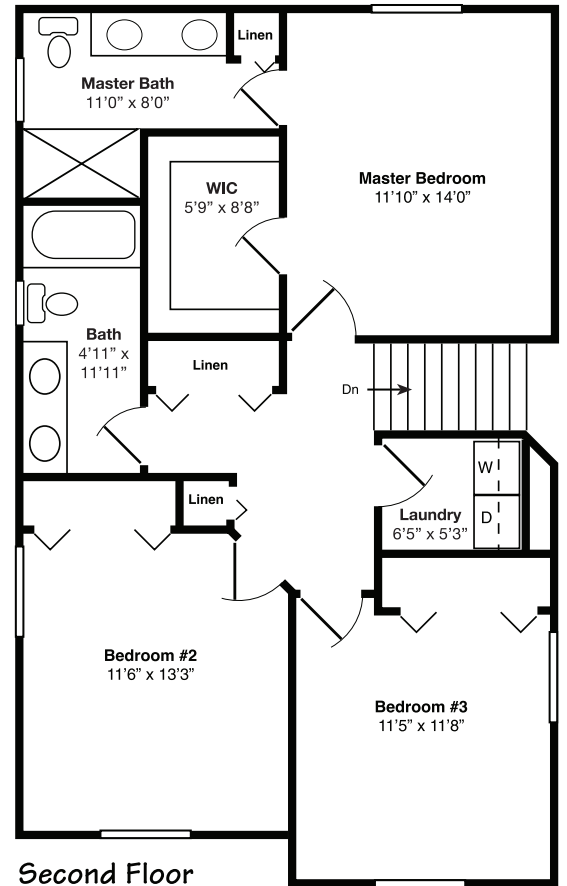 Linen
Master Bath
11'0" x 8'0"
WIC
5'9" x 8'8"
Master Bedroom
11'10" x 14'0"
Bath
4'11" x
11'11"
Linen
Dn
Linen
W
D
Laundry
6'5" x 5'3"
Bedroom #2
11'6" x 13'3"
Bedroom #3
11'5" x 11'8"
Second Floor